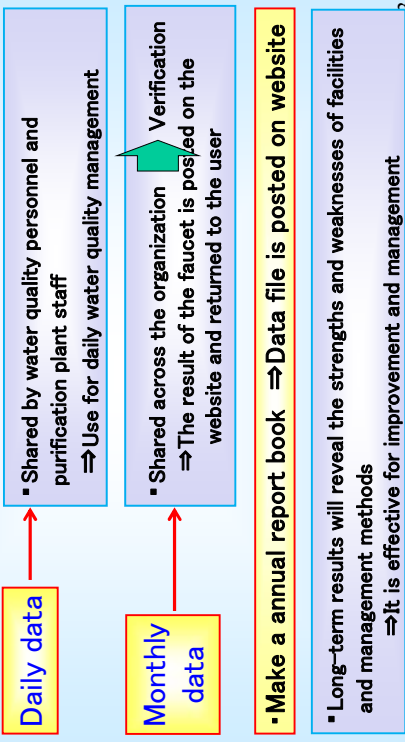 Daily data
▪Shared by water quality personnel and
purification plant staff
⇒Use for daily water quality management
Monthly
data
▪Shared across the organization
Verification
⇒The result of the faucet is posted on the
website and returned to the user
▪Make a annual report book ⇒Data file is posted on website
▪Long-term results will reveal the strengths and weaknesses of facilities
and management methods
⇒It is effective for improvement and management